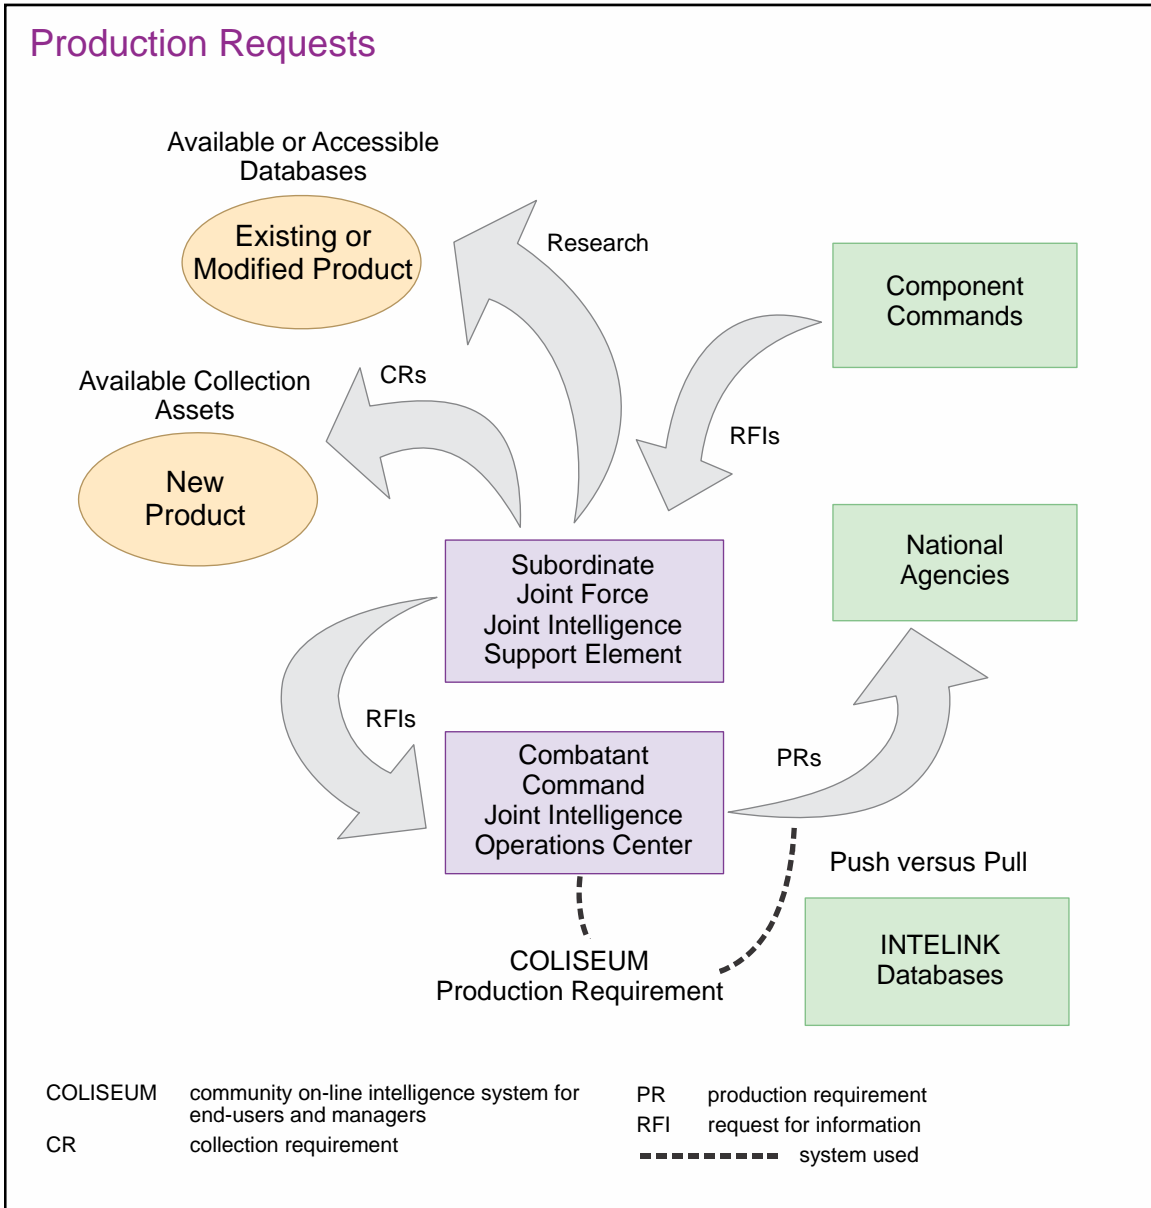 Production Requests
Available or Accessible
Databases
Existing or
Modified Product
Research
Component
Commands
CRs
Available Collection
Assets
RFIs
New
Product
National
Agencies
Subordinate
Joint Force
Joint Intelligence
Support Element
RFIs
Combatant
Command
Joint Intelligence
Operations Center
PRs
Push versus Pull
COLISEUM
Production Requirement
INTELINK
Databases
COLISEUM community on-line intelligence system for
end-users and managers
CR collection requirement
PR production requirement
RFI request for information
system used